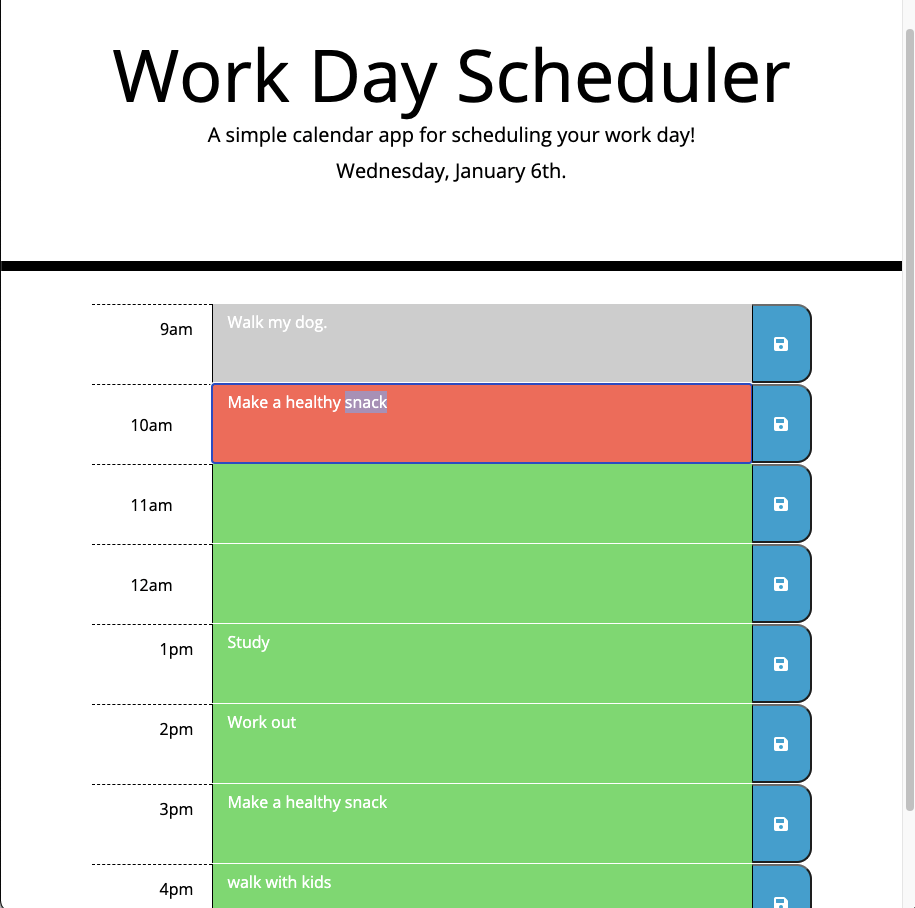 Work Day Scheduler
A simple calendar app for scheduling your work day!
Wednesday, January 6th.
9am Walk my dog.
10am Make a healthy snack
11am
12am
1pm Study
2pm Work out
3pm Make a healthy snack
4pm walk with kids